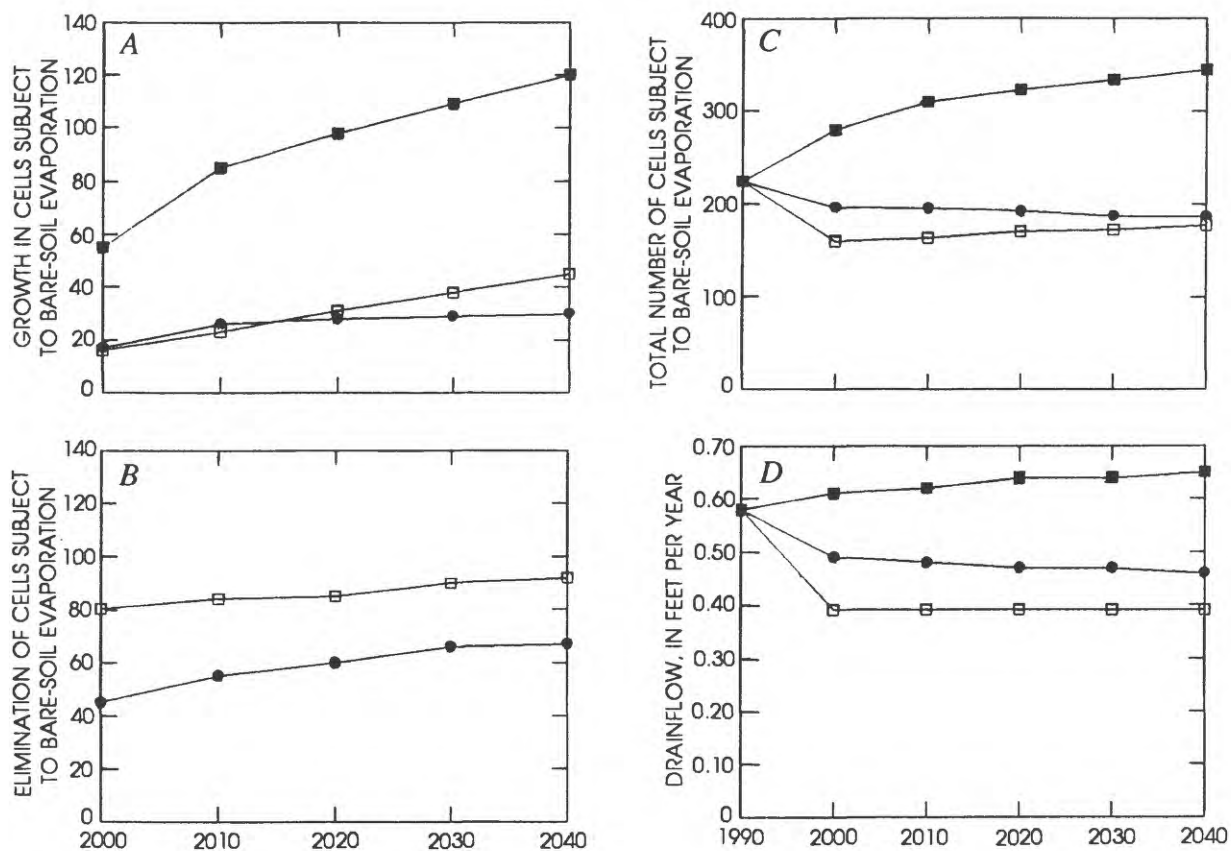 A
GROWTH IN CELLS SUBJECT
TO BARE-SOIL EVAPORATION
140
120
100
80
60
40
20
0
C
TOTAL NUMBER OF CELLS SUBJECT
TO BARE-SOIL EVAPORATION
400
300
200
100
0
B
ELIMINATION OF CELLS SUBJECT
TO BARE-SOIL EVAPORATION
140
120
100
80
60
40
20
0
2000 2010 2020 2030 2040
D
DRAINFLOW, IN FEET PER YEAR
0.70
0.60
0.50
0.40
0.30
0.20
0.10
0
1990 2000 2010 2020 2030 2040